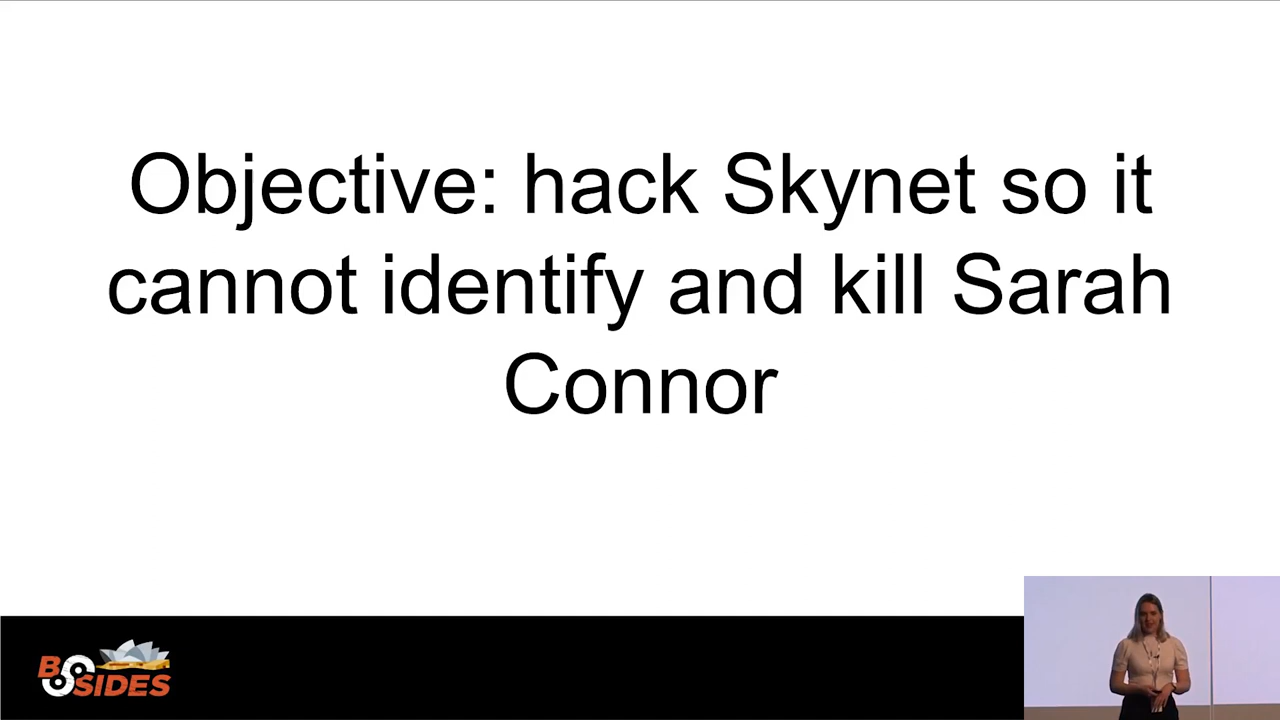 Objective: hack Skynet so it
cannot identify and kill Sarah
Connor
BSIDES